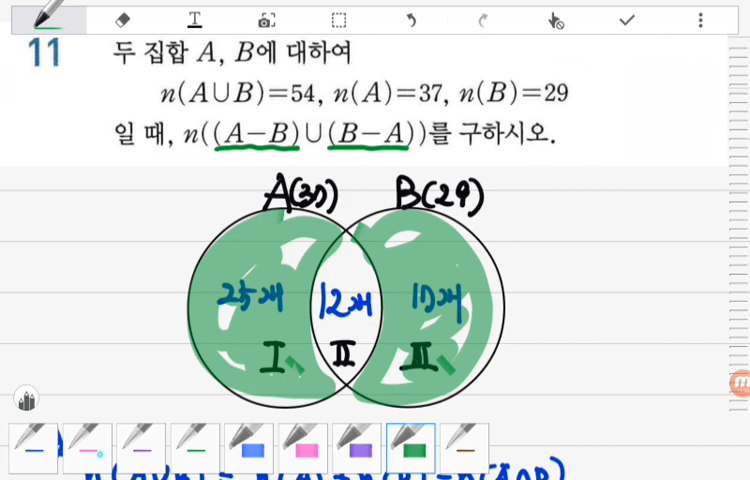 11 두 집합 A, B에 대하여
n(A∪B)=54, n(A)=37, n(B)=29
일 때, n((A-B)∪(B-A))를 구하시오.
A(37) B(29)
25개 12개 17개
I II III
n(A∪B) = n(A)+n(B)-n(A∩B)